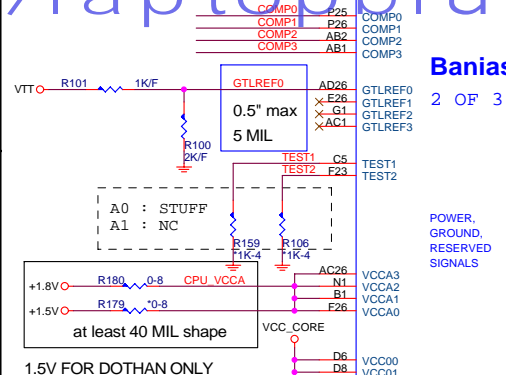 /laptopblu
COMP0 P25 COMP0
COMP1 P26 COMP1
COMP2 AB2 COMP2
COMP3 AB1 COMP3
Banias
2 OF 3
VTT R101 1K/F GTLREF0 AD26 GTLREF0
E26 GTLREF1
G1 GTLREF2
AC1 GTLREF3
0.5" max
5 MIL
R100
2K/F
TEST1 C5 TEST1
TEST2 F23 TEST2
A0 : STUFF
A1 : NC
R159 R106
*1K-4 *1K-4
POWER,
GROUND,
RESERVED
SIGNALS
+1.8V R180 0-8 CPU_VCCA AC26 VCCA3
N1 VCCA2
B1 VCCA1
+1.5V R179 *0-8 F26 VCCA0
at least 40 MIL shape
VCC_CORE
1.5V FOR DOTHAN ONLY
D6 VCC00
D8 VCC01